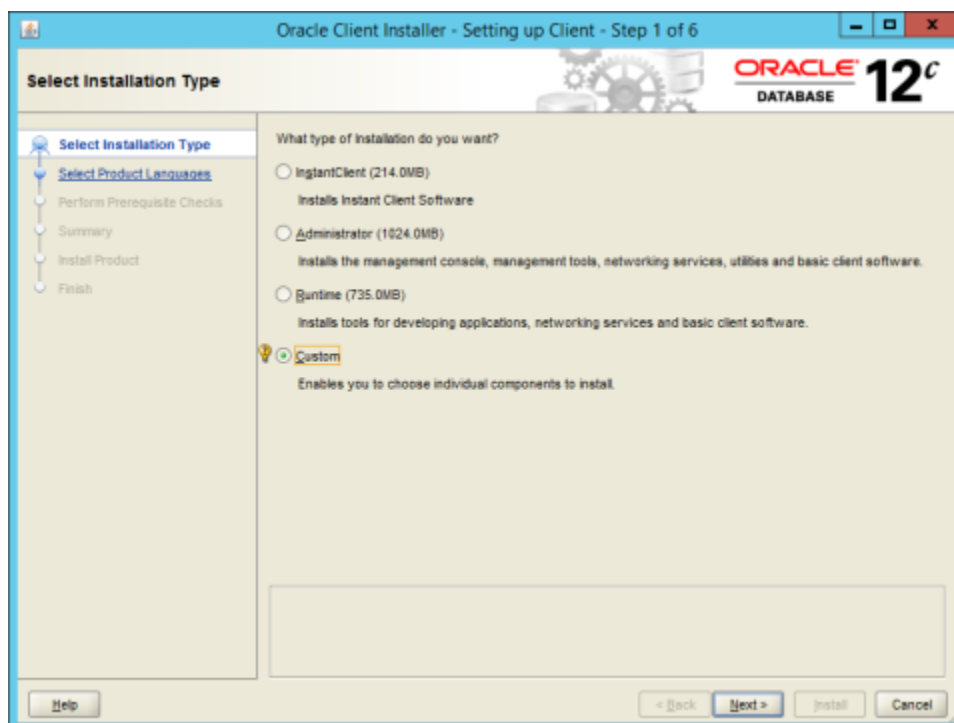 Oracle Client Installer - Setting up Client - Step 1 of 6
Select Installation Type
ORACLE
DATABASE
12c
Select Installation Type
Select Product Languages
Perform Prerequisite Checks
Summary
Install Product
Finish
What type of installation do you want?
InstantClient (214.0MB)
Installs Instant Client Software
Administrator (1024.0MB)
Installs the management console, management tools, networking services, utilities and basic client software.
Runtime (735.0MB)
Installs tools for developing applications, networking services and basic client software.
Custom
Enables you to choose individual components to install.
Help
< Back
Next >
Install
Cancel